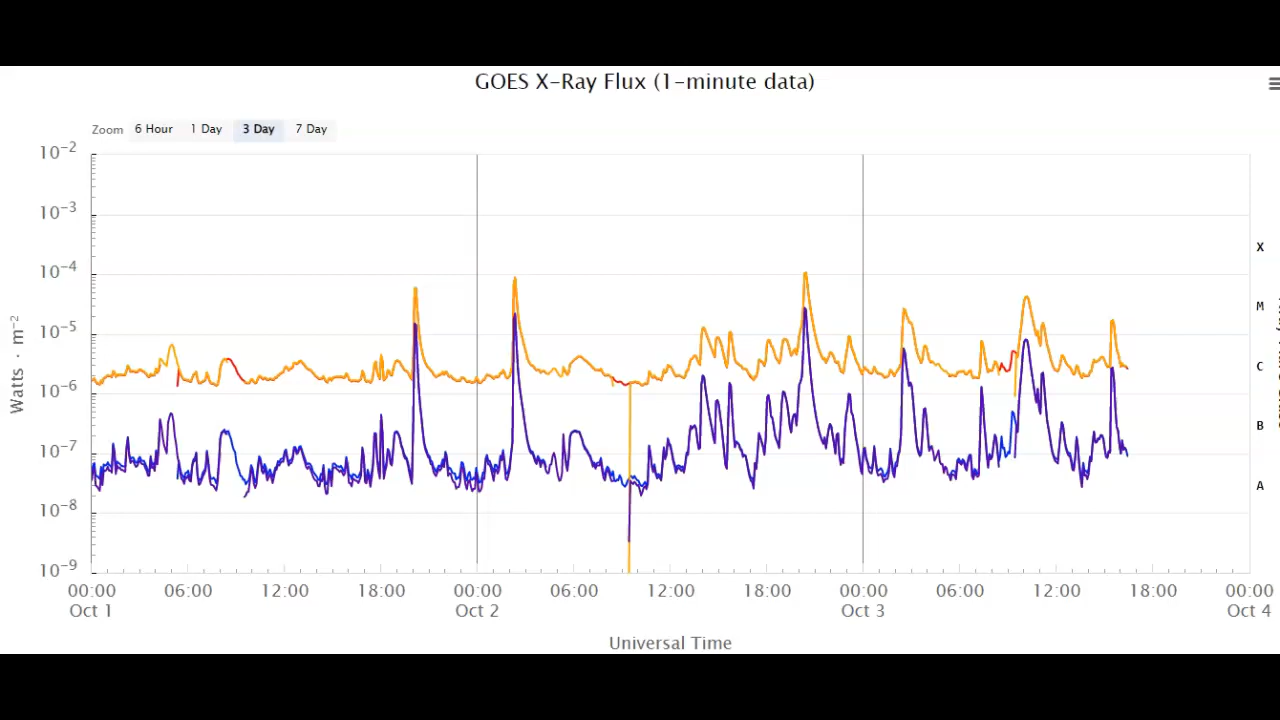 GOES X-Ray Flux (1-minute data)
Zoom 6 Hour 1 Day 3 Day 7 Day
10⁻²
10⁻³
10⁻⁴
10⁻⁵
10⁻⁶
10⁻⁷
10⁻⁸
10⁻⁹
Watts · m⁻²
X
M
C
B
A
00:00 06:00 12:00 18:00 00:00 06:00 12:00 18:00 00:00 06:00 12:00 18:00 00:00
Oct 1 Oct 2 Oct 3 Oct 4
Universal Time